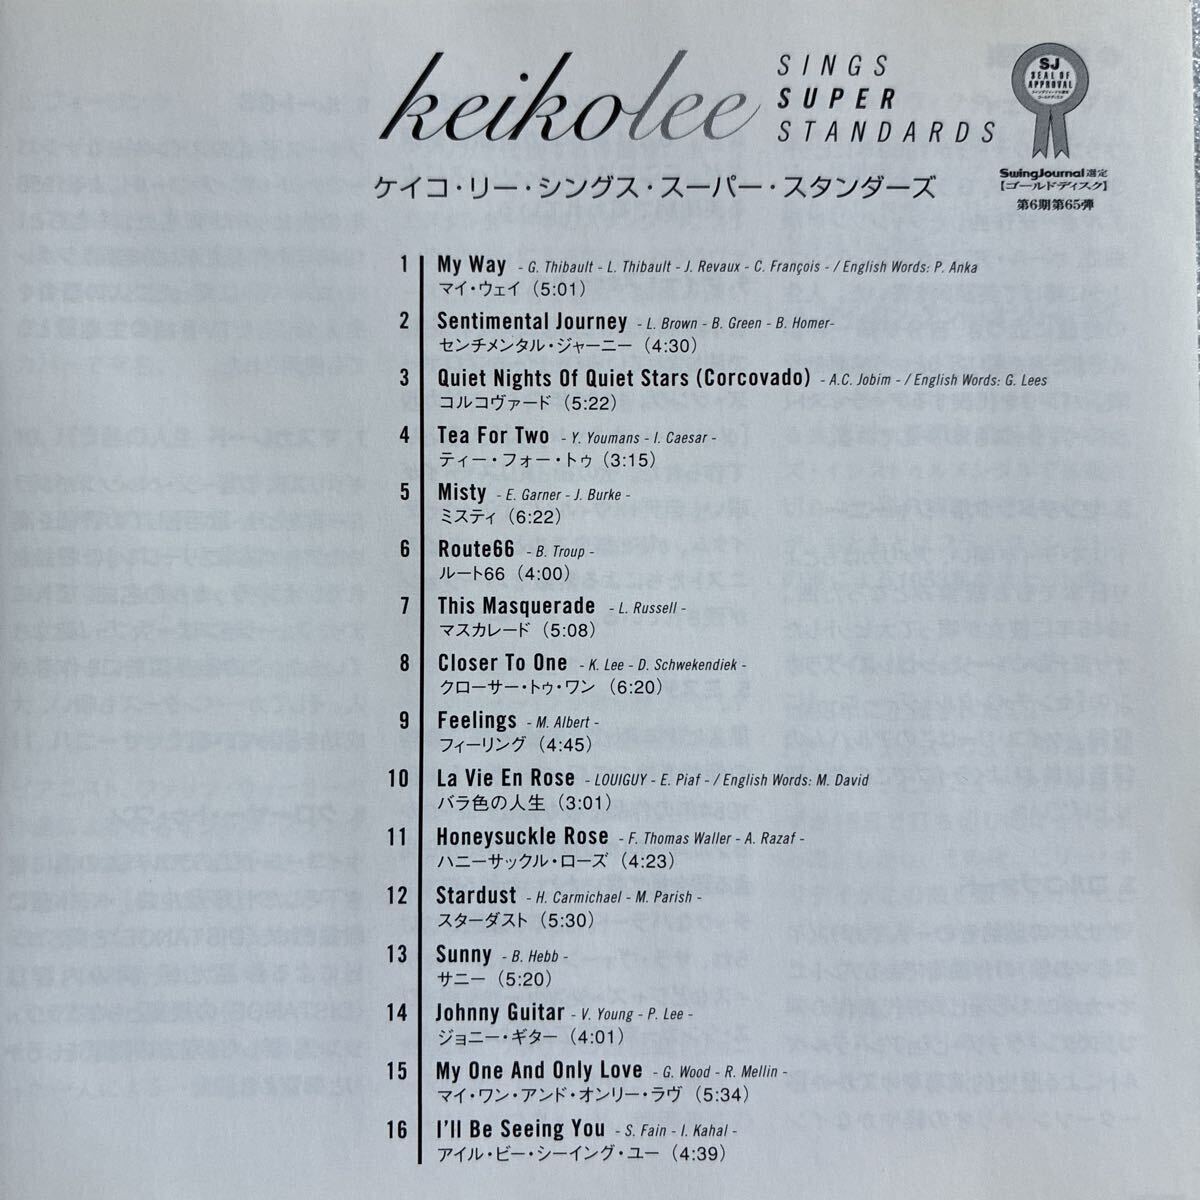 keikolee
SINGS
SUPER
STANDARDS
ケイコ・リー・シングス・スーパー・スタンダーズ
SJ
SEAL OF
APPROVAL
SwingJournal選定
【ゴールドディスク】
第6期第65弾
1 My Way - G. Thibault - L. Thibault - J. Revaux - C. François - / English Words: P. Anka
マイ・ウェイ (5:01)
2 Sentimental Journey - L. Brown - B. Green - B. Homer-
センチメンタル・ジャーニー (4:30)
3 Quiet Nights Of Quiet Stars (Corcovado) - A.C. Jobim - / English Words: G. Lees
コルコヴァード (5:22)
4 Tea For Two - Y. Youmans - I. Caesar -
ティー・フォー・トゥ (3:15)
5 Misty - E. Garner - J. Burke -
ミスティ (6:22)
6 Route66 - B. Troup -
ルート66 (4:00)
7 This Masquerade - L. Russell -
マスカレード (5:08)
8 Closer To One - K. Lee - D. Schwekendiek -
クローサー・トゥ・ワン (6:20)
9 Feelings - M. Albert -
フィーリング (4:45)
10 La Vie En Rose - LOUIGUY - E. Piaf - / English Words: M. David
バラ色の人生 (3:01)
11 Honeysuckle Rose - F. Thomas Waller - A. Razaf -
ハニーサックル・ローズ (4:23)
12 Stardust - H. Carmichael - M. Parish -
スターダスト (5:30)
13 Sunny - B. Hebb -
サニー (5:20)
14 Johnny Guitar - V. Young - P. Lee -
ジョニー・ギター (4:01)
15 My One And Only Love - G. Wood - R. Mellin -
マイ・ワン・アンド・オンリー・ラヴ (5:34)
16 I'll Be Seeing You - S. Fain - I. Kahal -
アイル・ビー・シーイング・ユー (4:39)